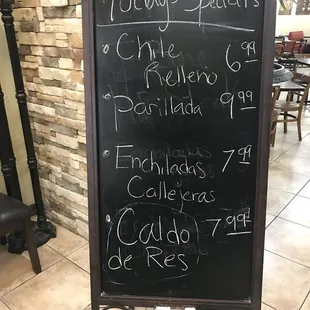 Today's Specials
Chile 6.99
Relleno
Parillada 9.99
Enchiladas 7.99
Callejeras
Caldo 7.99
de Res